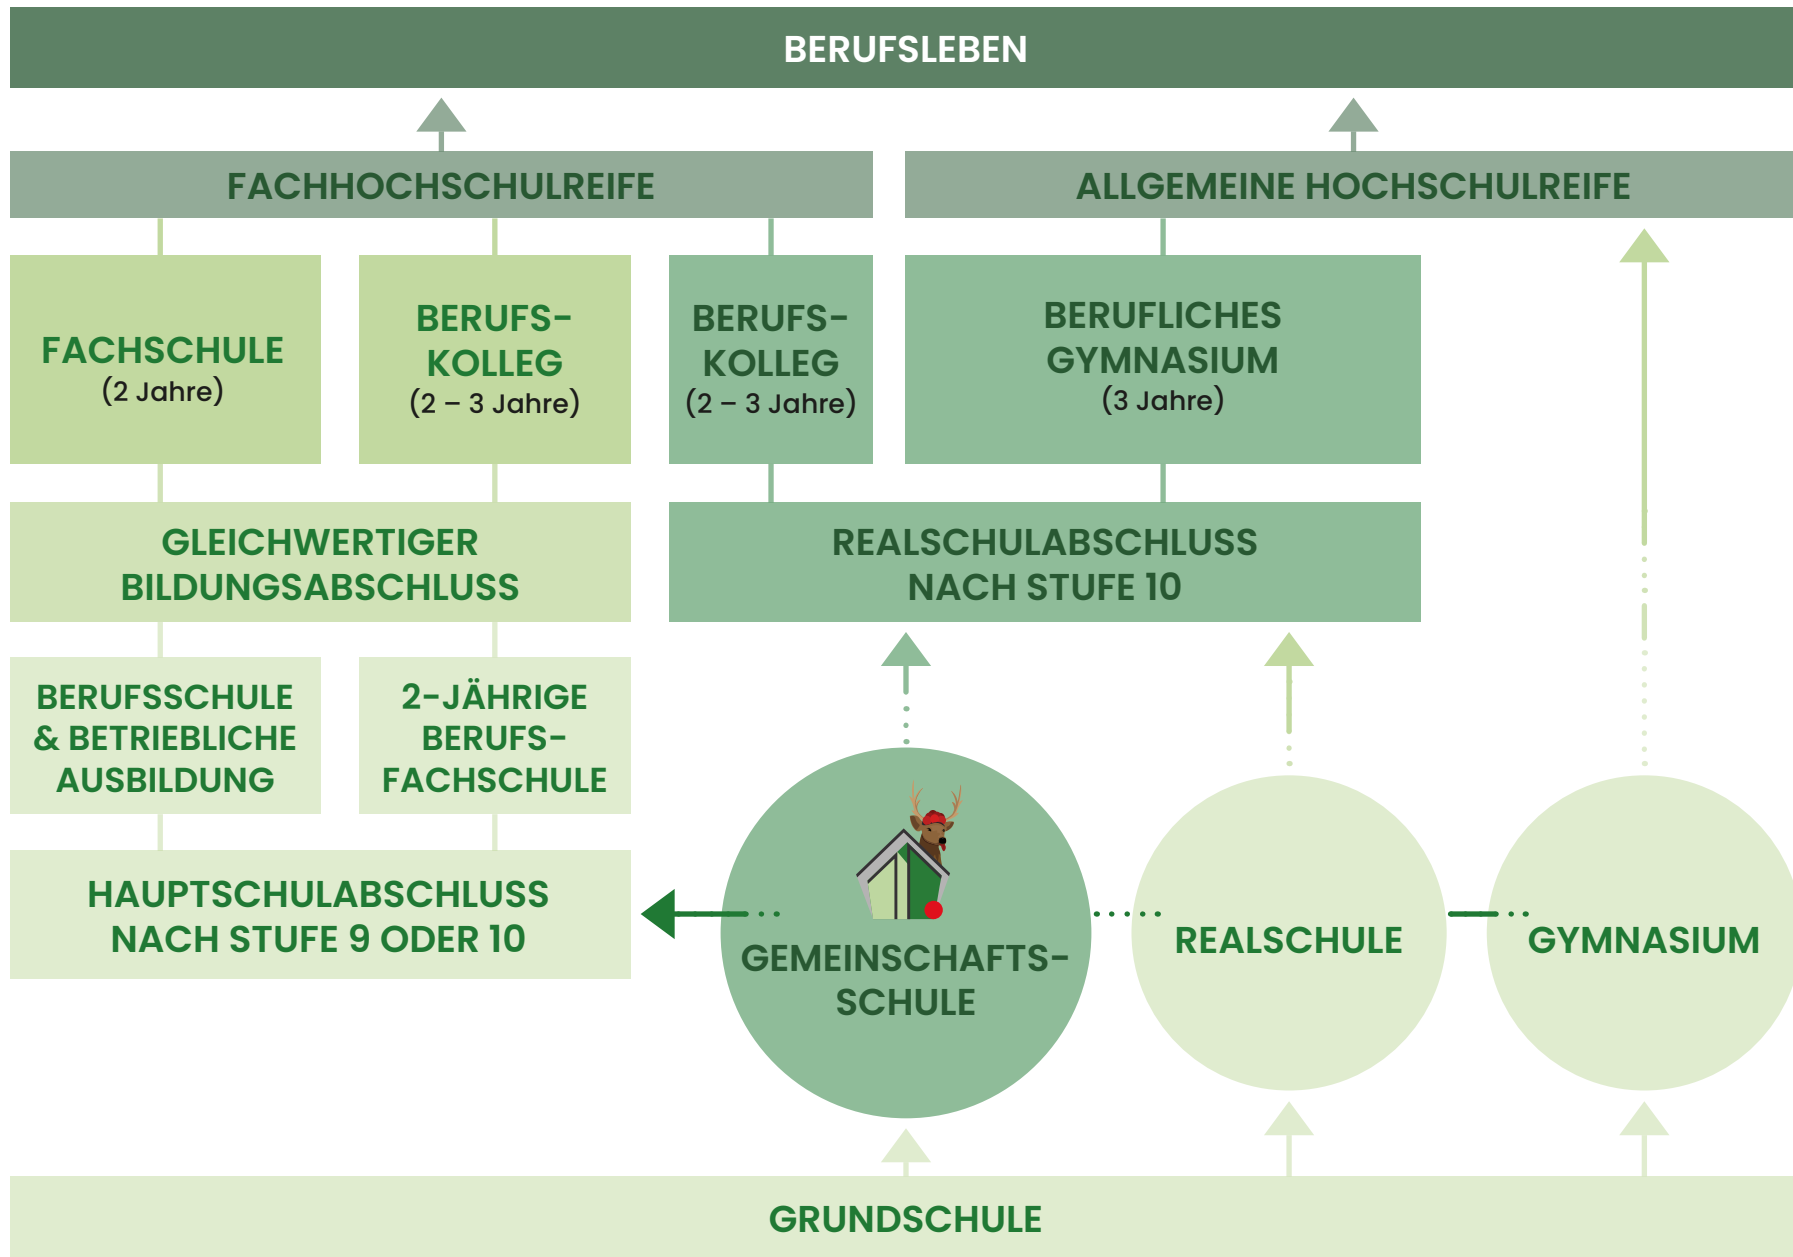 BERUFSLEBEN
FACHHOCHSCHULREIFE
ALLGEMEINE HOCHSCHULREIFE
FACHSCHULE
(2 Jahre)
BERUFS-
KOLLEG
(2 – 3 Jahre)
BERUFS-
KOLLEG
(2 – 3 Jahre)
BERUFLICHES
GYMNASIUM
(3 Jahre)
GLEICHWERTIGER
BILDUNGSABSCHLUSS
REALSCHULABSCHLUSS
NACH STUFE 10
BERUFSSCHULE
& BETRIEBLICHE
AUSBILDUNG
2-JÄHRIGE
BERUFS-
FACHSCHULE
HAUPTSCHULABSCHLUSS
NACH STUFE 9 ODER 10
GEMEINSCHAFTS-
SCHULE
REALSCHULE
GYMNASIUM
GRUNDSCHULE